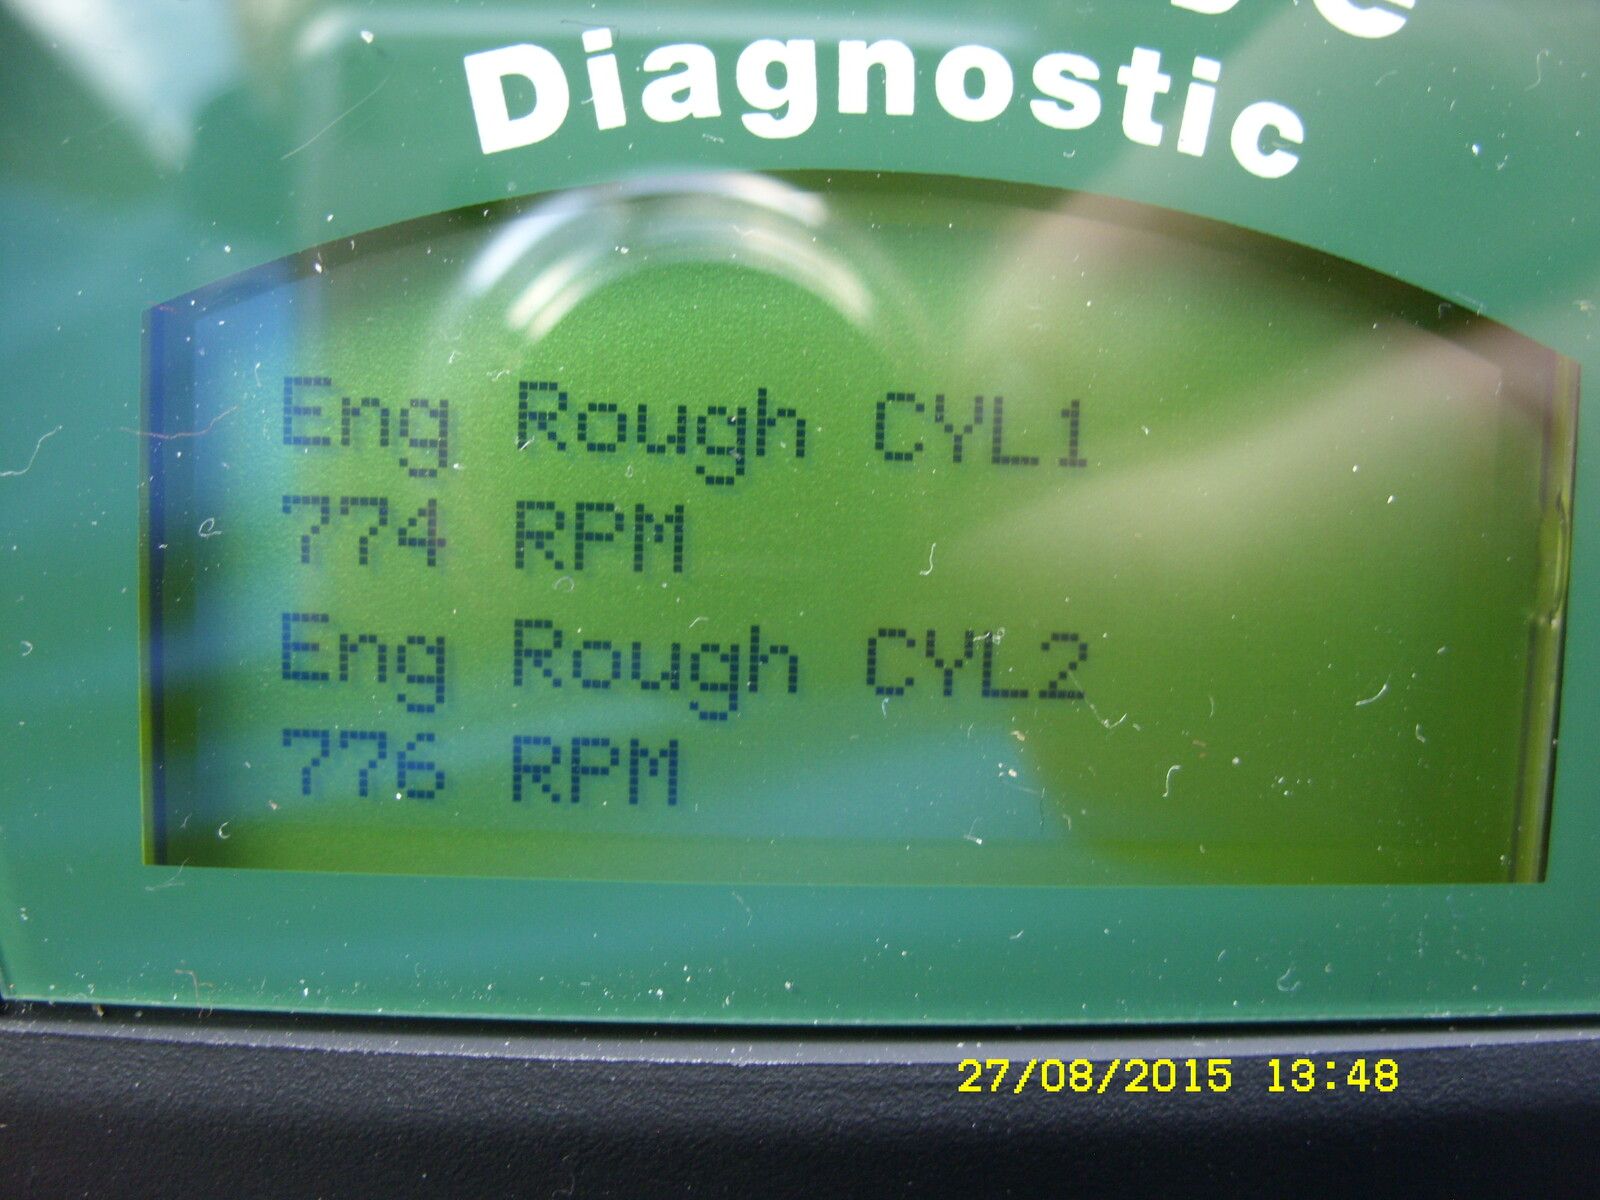 Diagnostic
Eng Rough CYL1
774 RPM
Eng Rough CYL2
776 RPM
27/08/2015 13:48